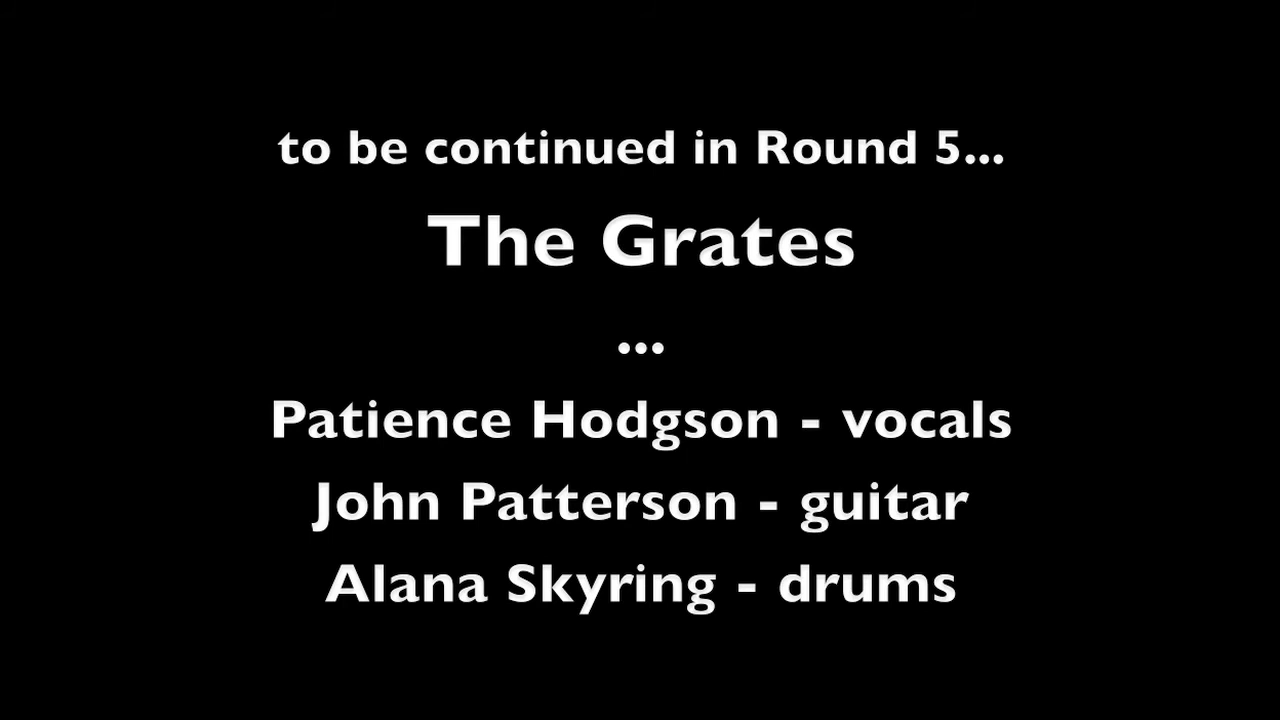 to be continued in Round 5...
The Grates
...
Patience Hodgson - vocals
John Patterson - guitar
Alana Skyring - drums